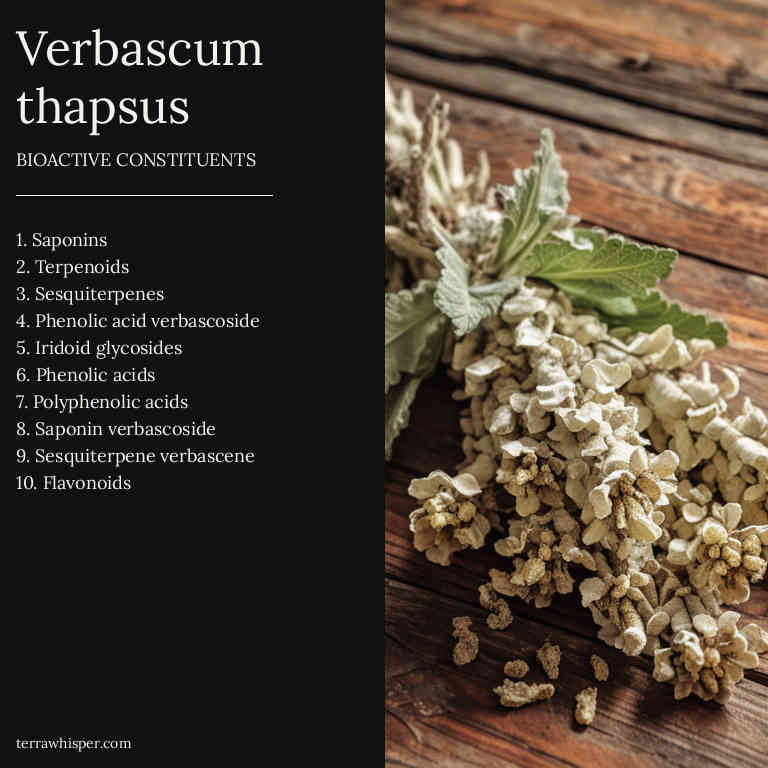 Verbascum
thapsus
BIOACTIVE CONSTITUENTS
1. Saponins
2. Terpenoids
3. Sesquiterpenes
4. Phenolic acid verbascoside
5. Iridoid glycosides
6. Phenolic acids
7. Polyphenolic acids
8. Saponin verbascoside
9. Sesquiterpene verbascene
10. Flavonoids
terrawhisper.com